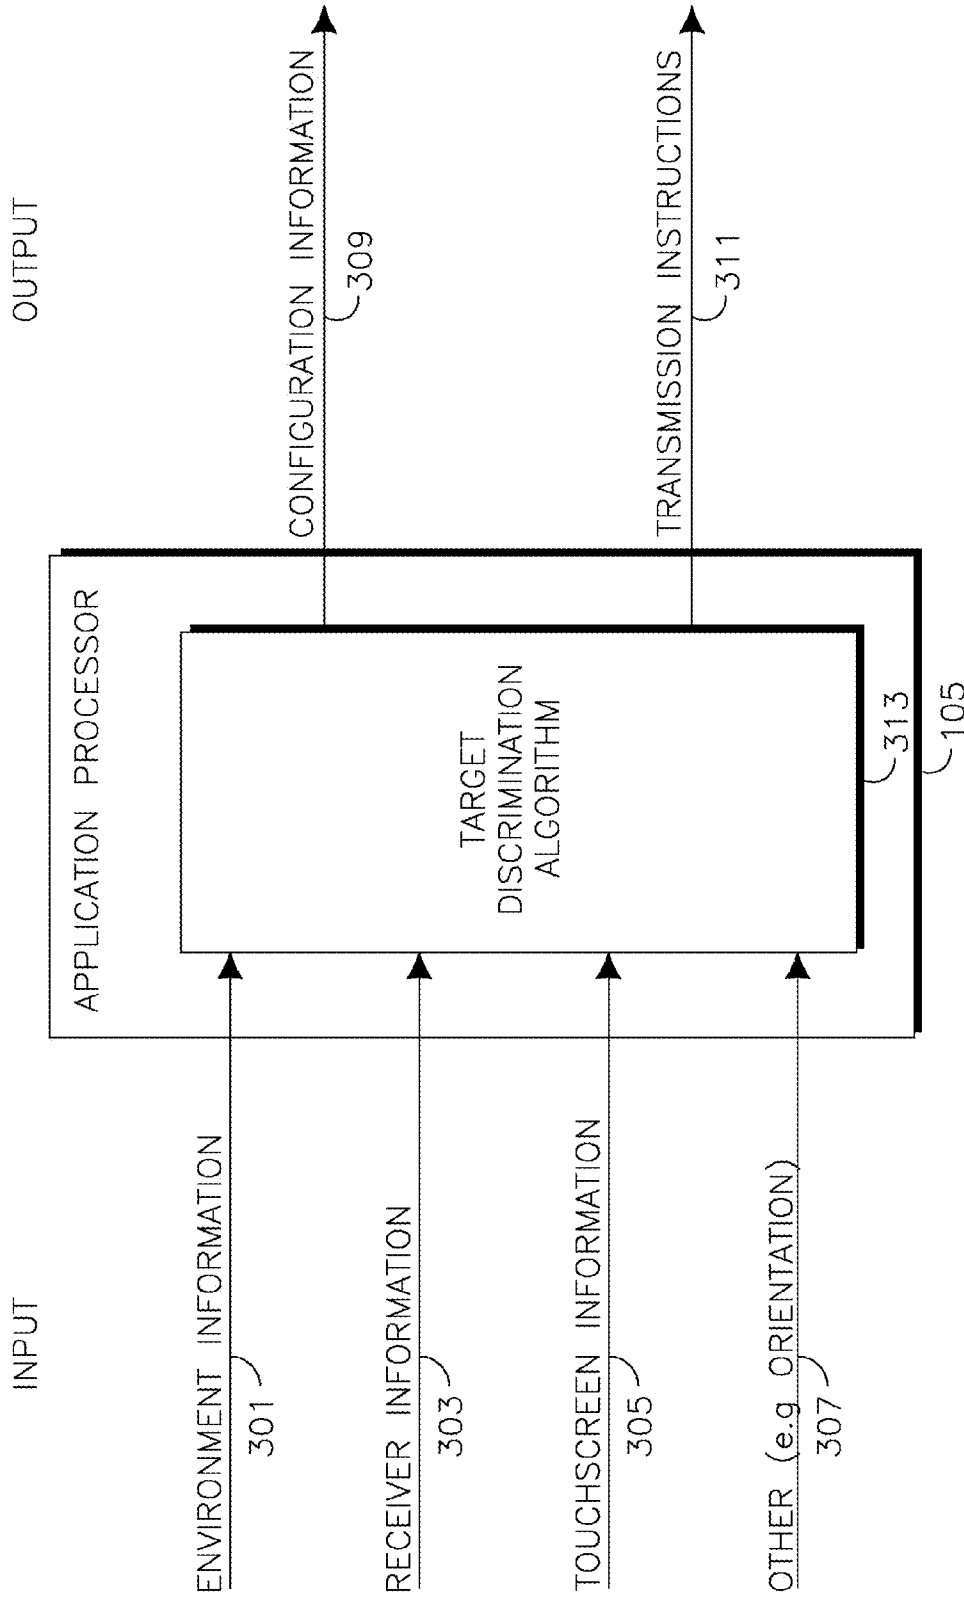 INPUT
OUTPUT
APPLICATION PROCESSOR
ENVIRONMENT INFORMATION
301
RECEIVER INFORMATION
303
TOUCHSCREEN INFORMATION
305
OTHER (e.g ORIENTATION)
307
TARGET
DISCRIMINATION
ALGORITHM
313
105
CONFIGURATION INFORMATION
309
TRANSMISSION INSTRUCTIONS
311